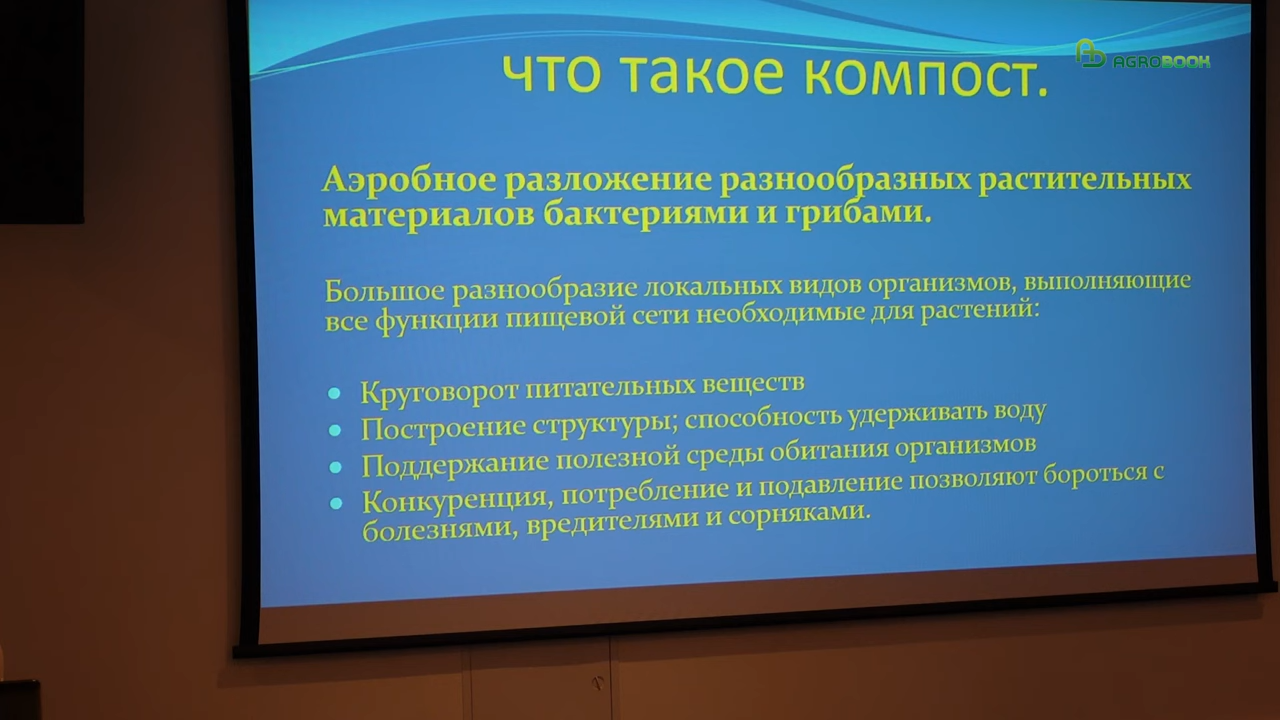 что такое компост.
AGROBOOK
Аэробное разложение разнообразных растительных
материалов бактериями и грибами.
Большое разнообразие локальных видов организмов, выполняющие
все функции пищевой сети необходимые для растений:
• Круговорот питательных веществ
• Построение структуры; способность удерживать воду
• Поддержание полезной среды обитания организмов
• Конкуренция, потребление и подавление позволяют бороться с
болезнями, вредителями и сорняками.